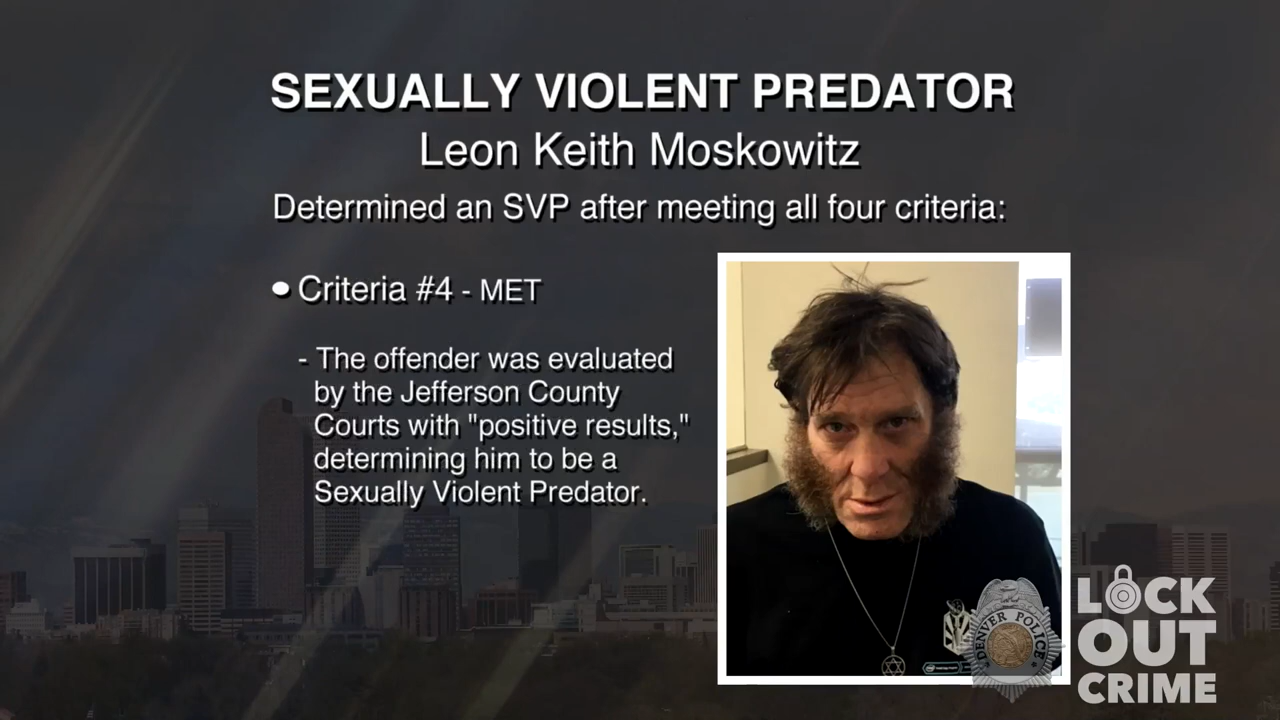 SEXUALLY VIOLENT PREDATOR
Leon Keith Moskowitz
Determined an SVP after meeting all four criteria:
• Criteria #4 - MET
- The offender was evaluated
by the Jefferson County
Courts with "positive results,"
determining him to be a
Sexually Violent Predator.
DENVER POLICE
LOCK
OUT
CRIME